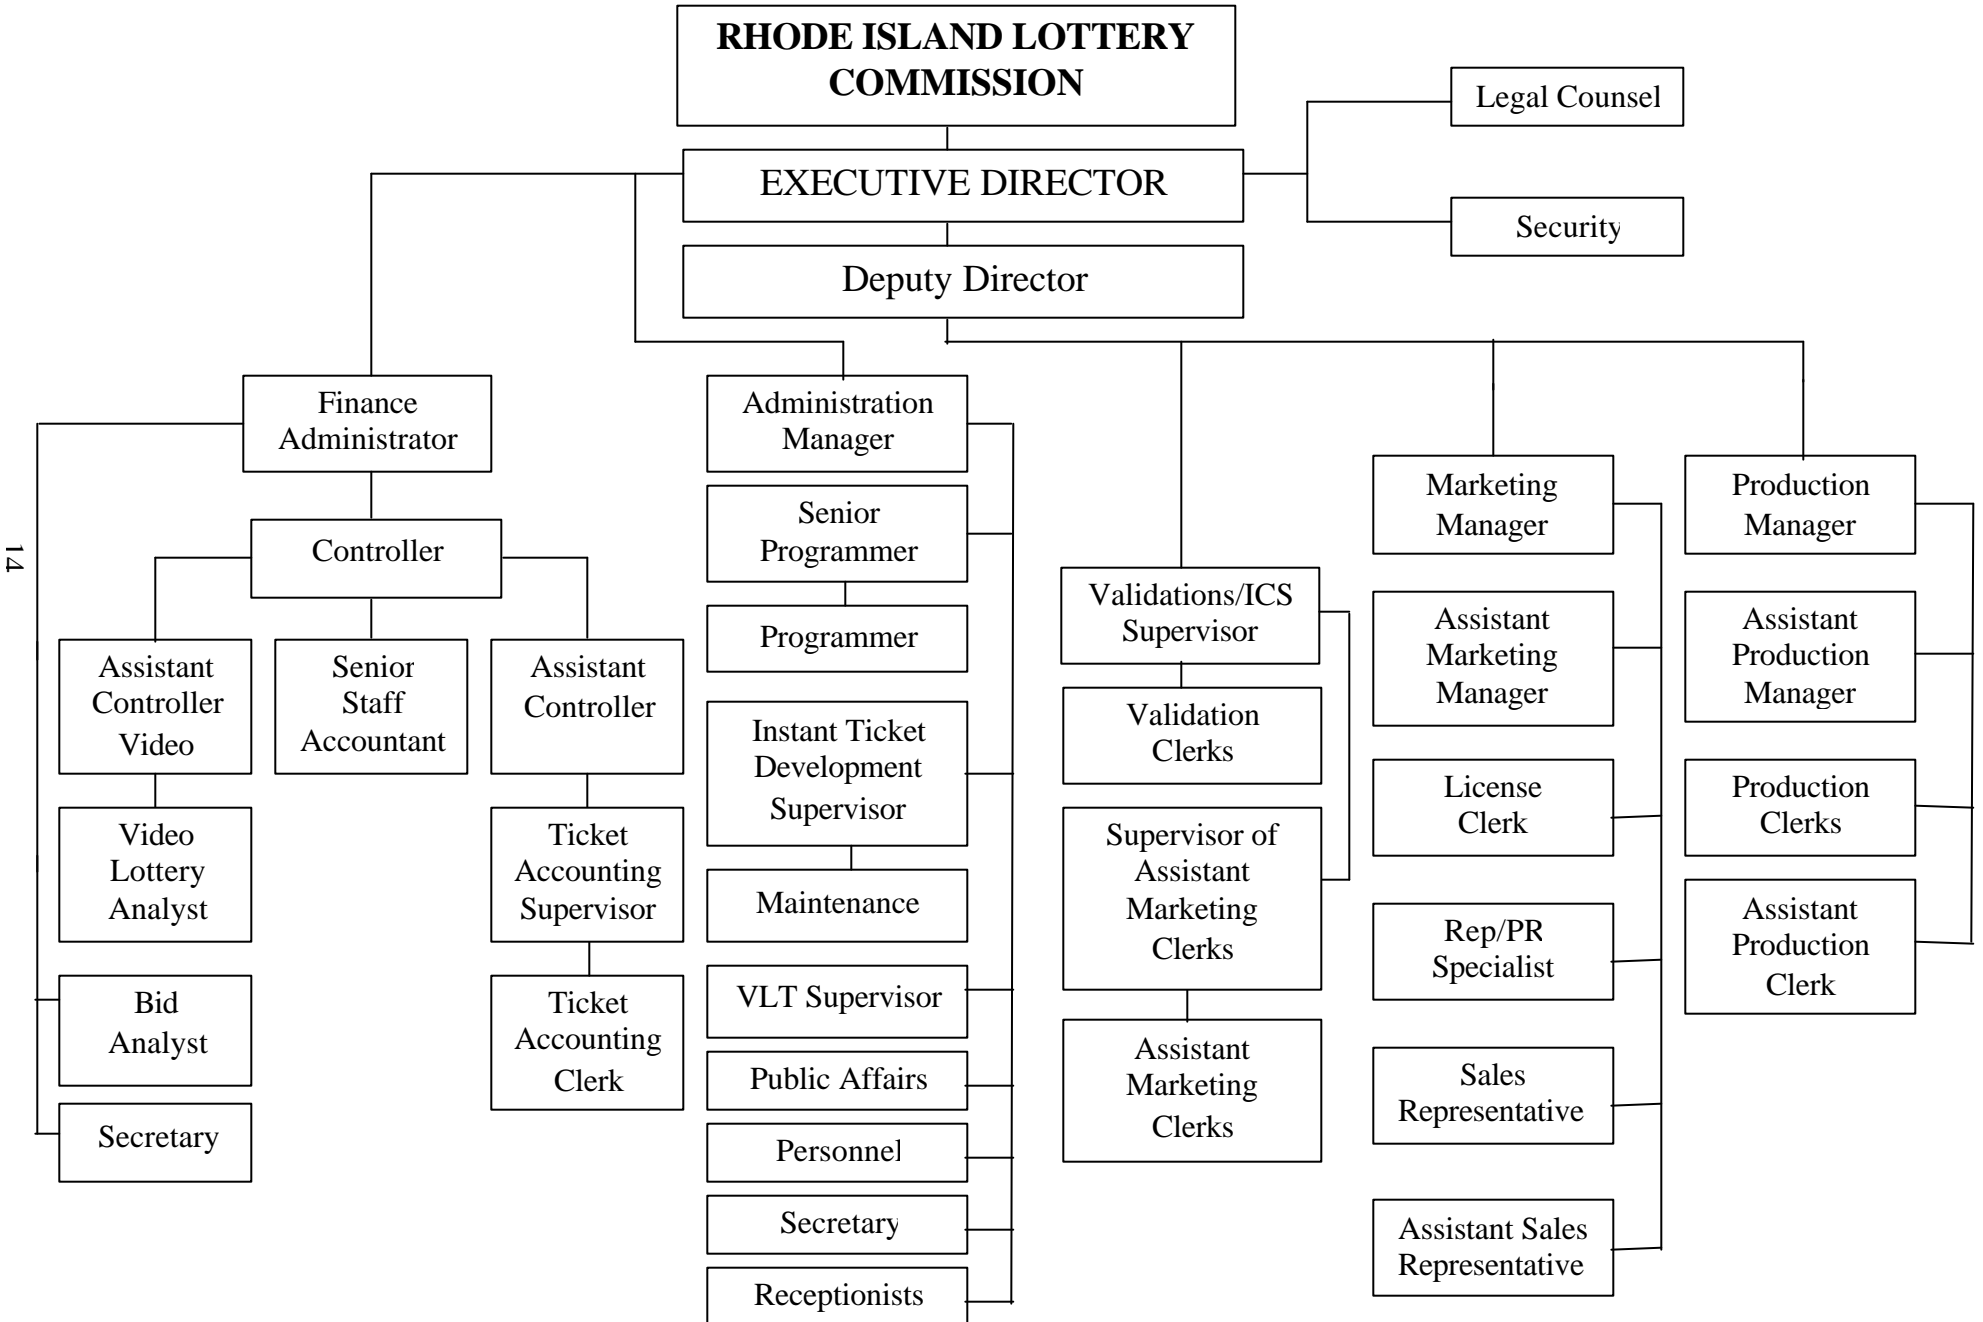 RHODE ISLAND LOTTERY
COMMISSION
Legal Counsel
EXECUTIVE DIRECTOR
Security
Deputy Director
Finance
Administrator
Controller
Assistant
Controller
Video
Senior
Staff
Accountant
Assistant
Controller
Video
Lottery
Analyst
Ticket
Accounting
Supervisor
Bid
Analyst
Ticket
Accounting
Clerk
Secretary
Administration
Manager
Senior
Programmer
Programmer
Instant Ticket
Development
Supervisor
Maintenance
VLT Supervisor
Public Affairs
Personnel
Secretary
Receptionists
Validations/ICS
Supervisor
Validation
Clerks
Supervisor of
Assistant
Marketing
Clerks
Assistant
Marketing
Clerks
Marketing
Manager
Assistant
Marketing
Manager
License
Clerk
Rep/PR
Specialist
Sales
Representative
Assistant Sales
Representative
Production
Manager
Assistant
Production
Manager
Production
Clerks
Assistant
Production
Clerk
14